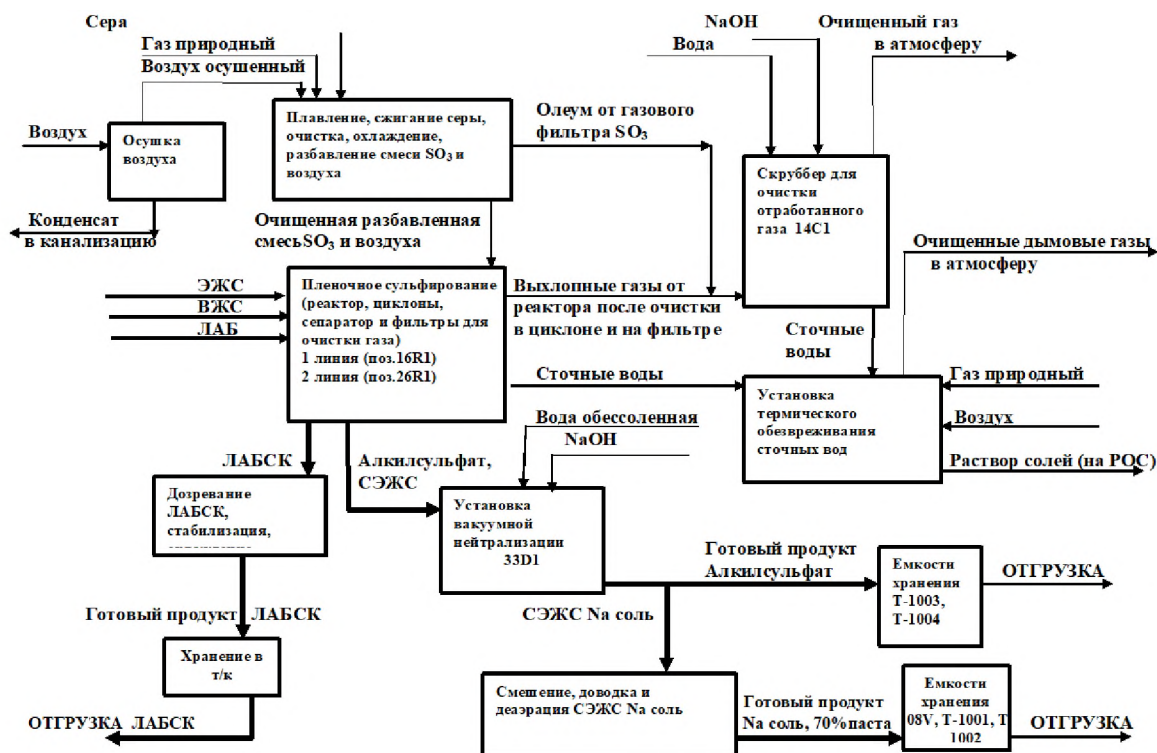 Сера
Газ природный
Воздух осушенный
NaOH
Вода
Очищенный газ
в атмосферу
Воздух
Осушка
воздуха
Плавление, сжигание серы,
очистка, охлаждение,
разбавление смеси SO₃ и
воздуха
Олеум от газового
фильтра SO₃
Скруббер для
очистки
отработанного
газа 14С1
Конденсат
в канализацию
Очищенная разбавленная
смесьSO₃ и воздуха
Очищенные дымовые газы
в атмосферу
ЭЖС
ВЖС
ЛАБ
Пленочное сульфирование
(реактор, циклоны,
сепаратор и фильтры для
очистки газа)
1 линия (поз.16R1)
2 линия (поз.26R1)
Выхлопные газы от
реактора после очистки
в циклоне и на фильтре
Сточные
воды
Сточные воды
Установка
термического
обезвреживания
сточных вод
Газ природный
Воздух
Раствор солей (на РОС)
Вода обессоленная
NaOH
ЛАБСК
Алкилсульфат,
СЭЖС
Дозревание
ЛАБСК,
стабилизация,
Установка
вакуумной
нейтрализации
33D1
Готовый продукт
Алкилсульфат
Емкости
хранения
Т-1003,
Т-1004
ОТГРУЗКА
Готовый продукт ЛАБСК
СЭЖС Na соль
Хранение в
т/к
ОТГРУЗКА ЛАБСК
Смешение, доводка и
деаэрация СЭЖС Na соль
Готовый продукт
Na соль, 70%паста
Емкости
хранения
08V, Т-1001, Т
1002
ОТГРУЗКА